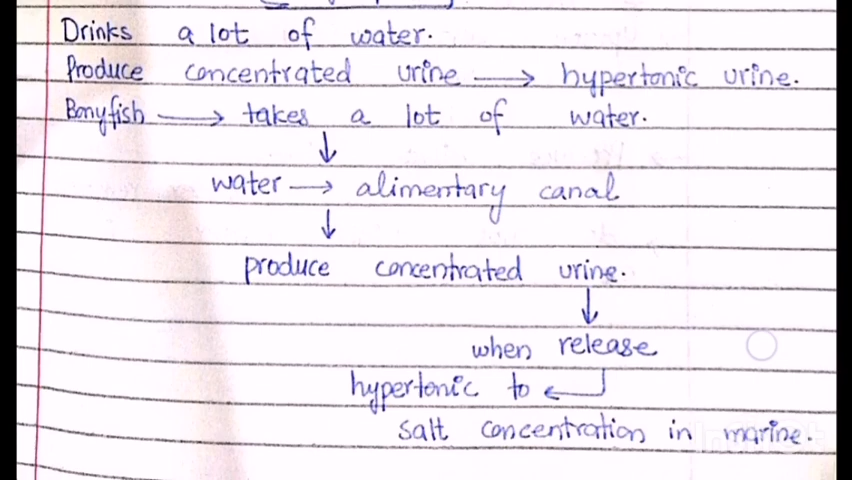 Drinks a lot of water.
Produce concentrated urine → hypertonic urine.
Bonyfish → takes a lot of water.
↓
water → alimentary canal
↓
produce concentrated urine.
↓
when release
hypertonic to ←
salt concentration in marine.